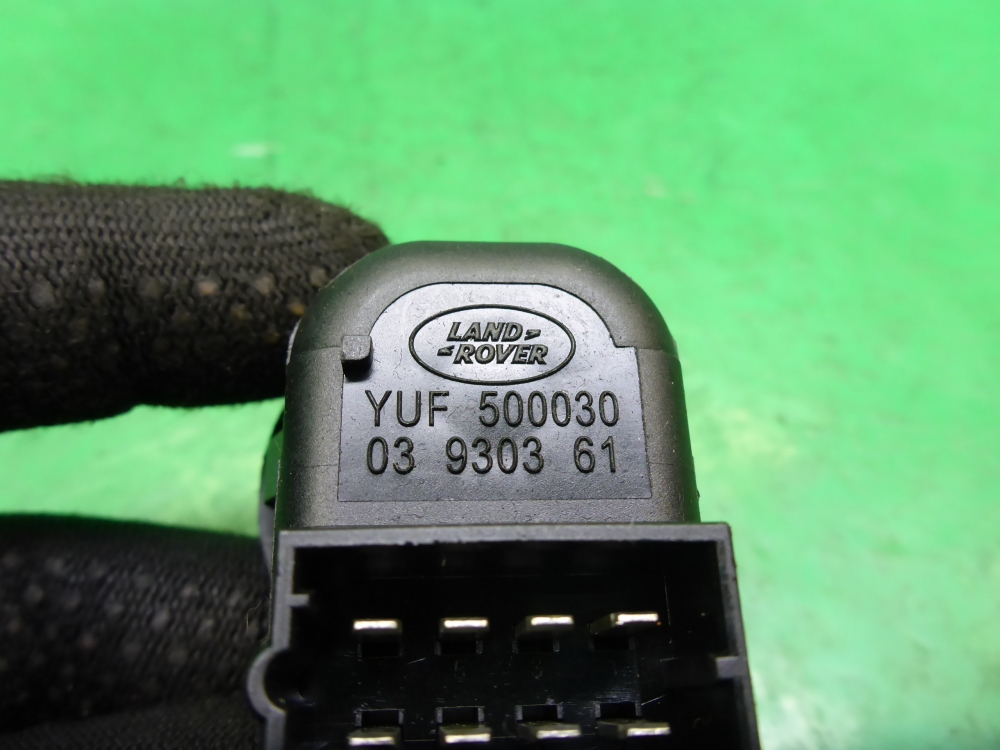 LAND
ROVER
YUF 500030
03 9303 61